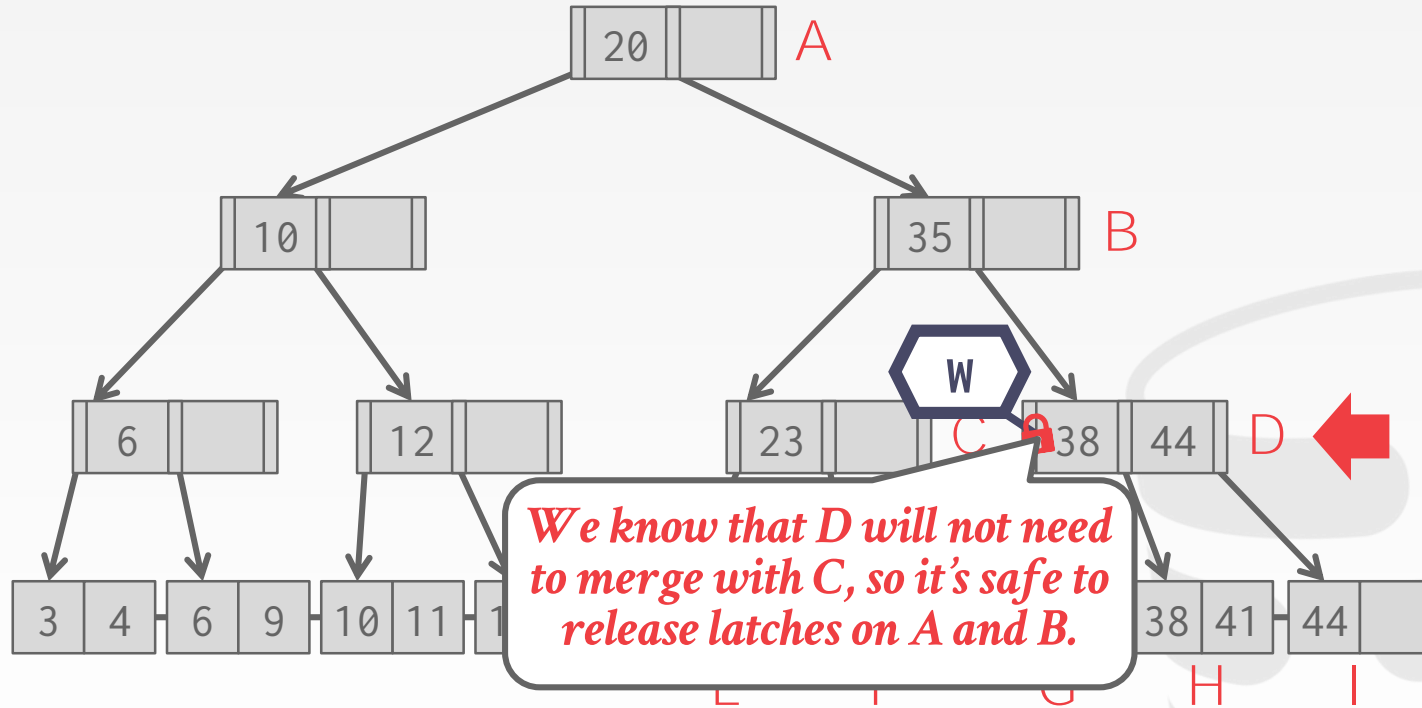 20 A
10 35 B
W
6 12 23 C 38 44 D
We know that D will not need
to merge with C, so it's safe to
release latches on A and B.
3 4 6 9 10 11 38 41 44
G H I